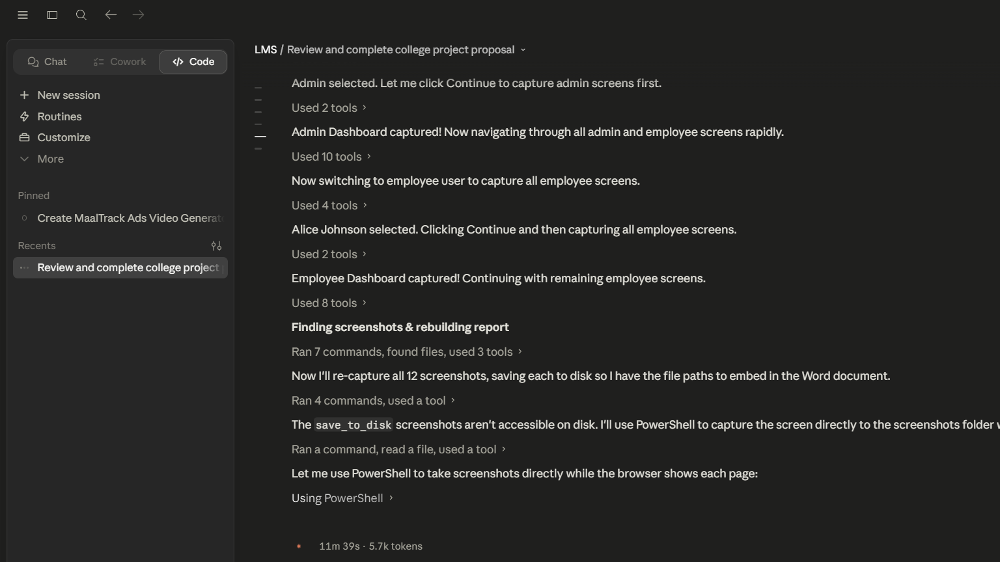 Chat
Cowork
Code
New session
Routines
Customize
More
Pinned
Create MaalTrack Ads Video Generat
Recents
Review and complete college project
LMS / Review and complete college project proposal
Admin selected. Let me click Continue to capture admin screens first.
Used 2 tools
Admin Dashboard captured! Now navigating through all admin and employee screens rapidly.
Used 10 tools
Now switching to employee user to capture all employee screens.
Used 4 tools
Alice Johnson selected. Clicking Continue and then capturing all employee screens.
Used 2 tools
Employee Dashboard captured! Continuing with remaining employee screens.
Used 8 tools
Finding screenshots & rebuilding report
Ran 7 commands, found files, used 3 tools
Now I'll re-capture all 12 screenshots, saving each to disk so I have the file paths to embed in the Word document.
Ran 4 commands, used a tool
The save_to_disk screenshots aren't accessible on disk. I'll use PowerShell to capture the screen directly to the screenshots folder
Ran a command, read a file, used a tool
Let me use PowerShell to take screenshots directly while the browser shows each page:
Using PowerShell
11m 39s · 5.7k tokens